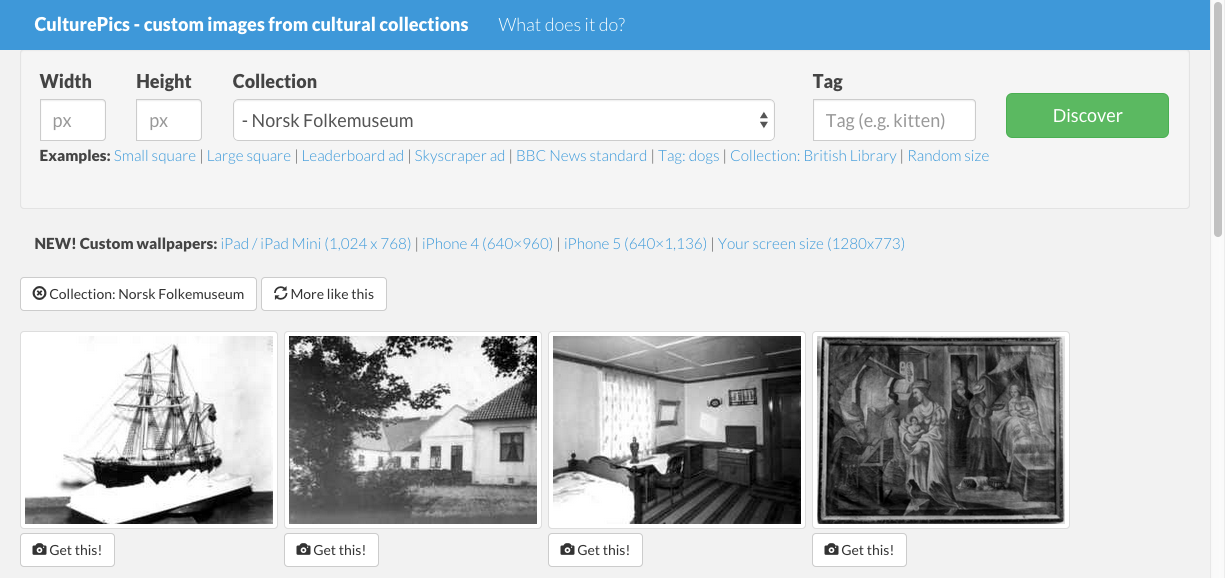 CulturePics - custom images from cultural collections What does it do?
Width Height Collection Tag
px px - Norsk Folkemuseum Tag (e.g. kitten) Discover
Examples: Small square | Large square | Leaderboard ad | Skyscraper ad | BBC News standard | Tag: dogs | Collection: British Library | Random size
NEW! Custom wallpapers: iPad / iPad Mini (1,024 x 768) | iPhone 4 (640×960) | iPhone 5 (640×1,136) | Your screen size (1280x773)
Collection: Norsk Folkemuseum More like this
Get this! Get this! Get this! Get this!